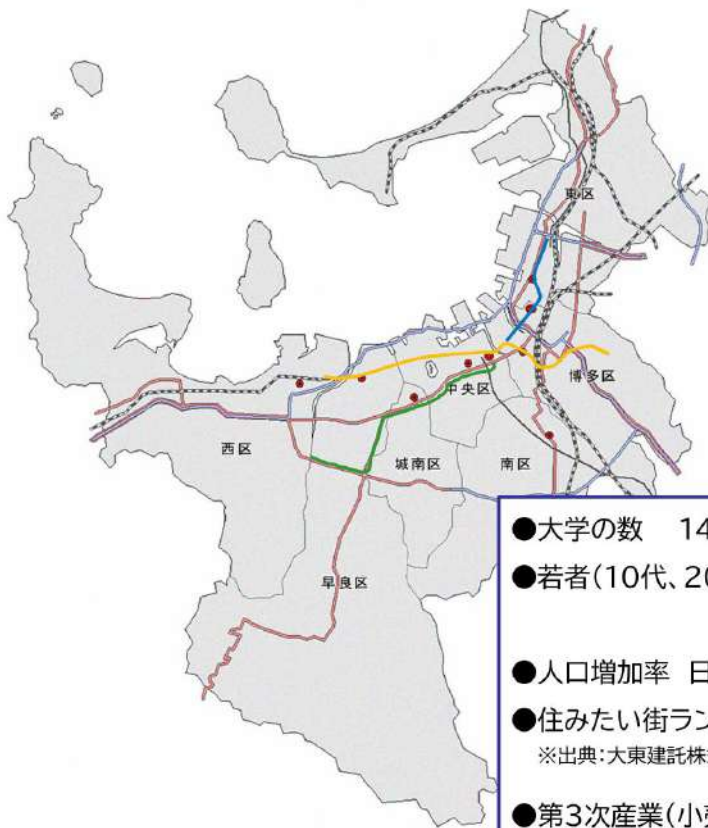 東区
博多区
中央区
西区
城南区
南区
早良区
●大学の数　14
●若者(10代、20
●人口増加率　日
●住みたい街ラン
※出典:大東建託株
●第3次産業(小売